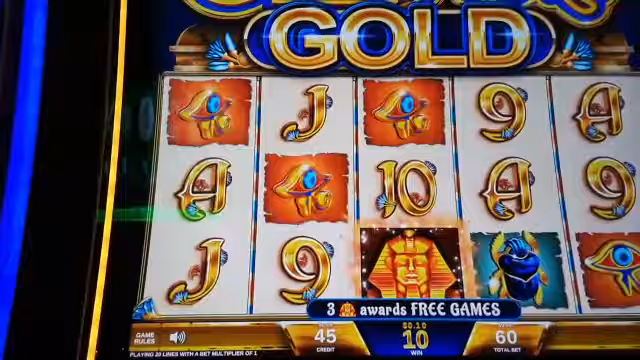 GOLD
J 9 A
A 10 A 9
J 9
3 awards FREE GAMES
GAME RULES 45 $0.10 10 60
CREDIT WIN TOTAL BET
PLAYING 20 LINES WITH A BET MULTIPLIER OF 1